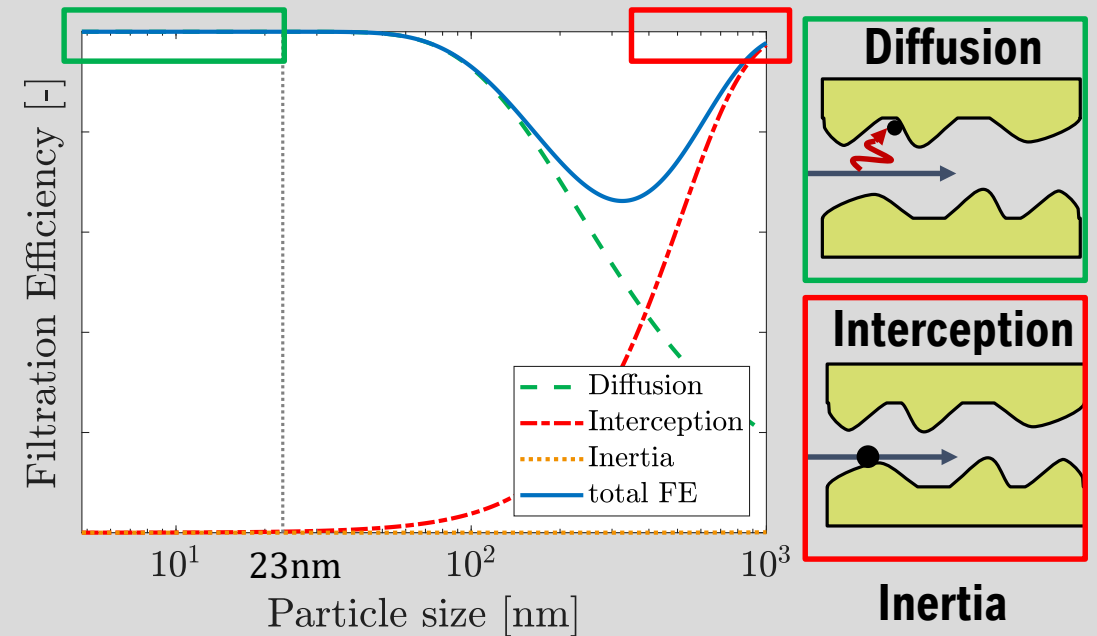 Filtration Efficiency [-]
Diffusion
Interception
Inertia
total FE
10¹
23nm
10²
10³
Particle size [nm]
Diffusion
Interception
Inertia